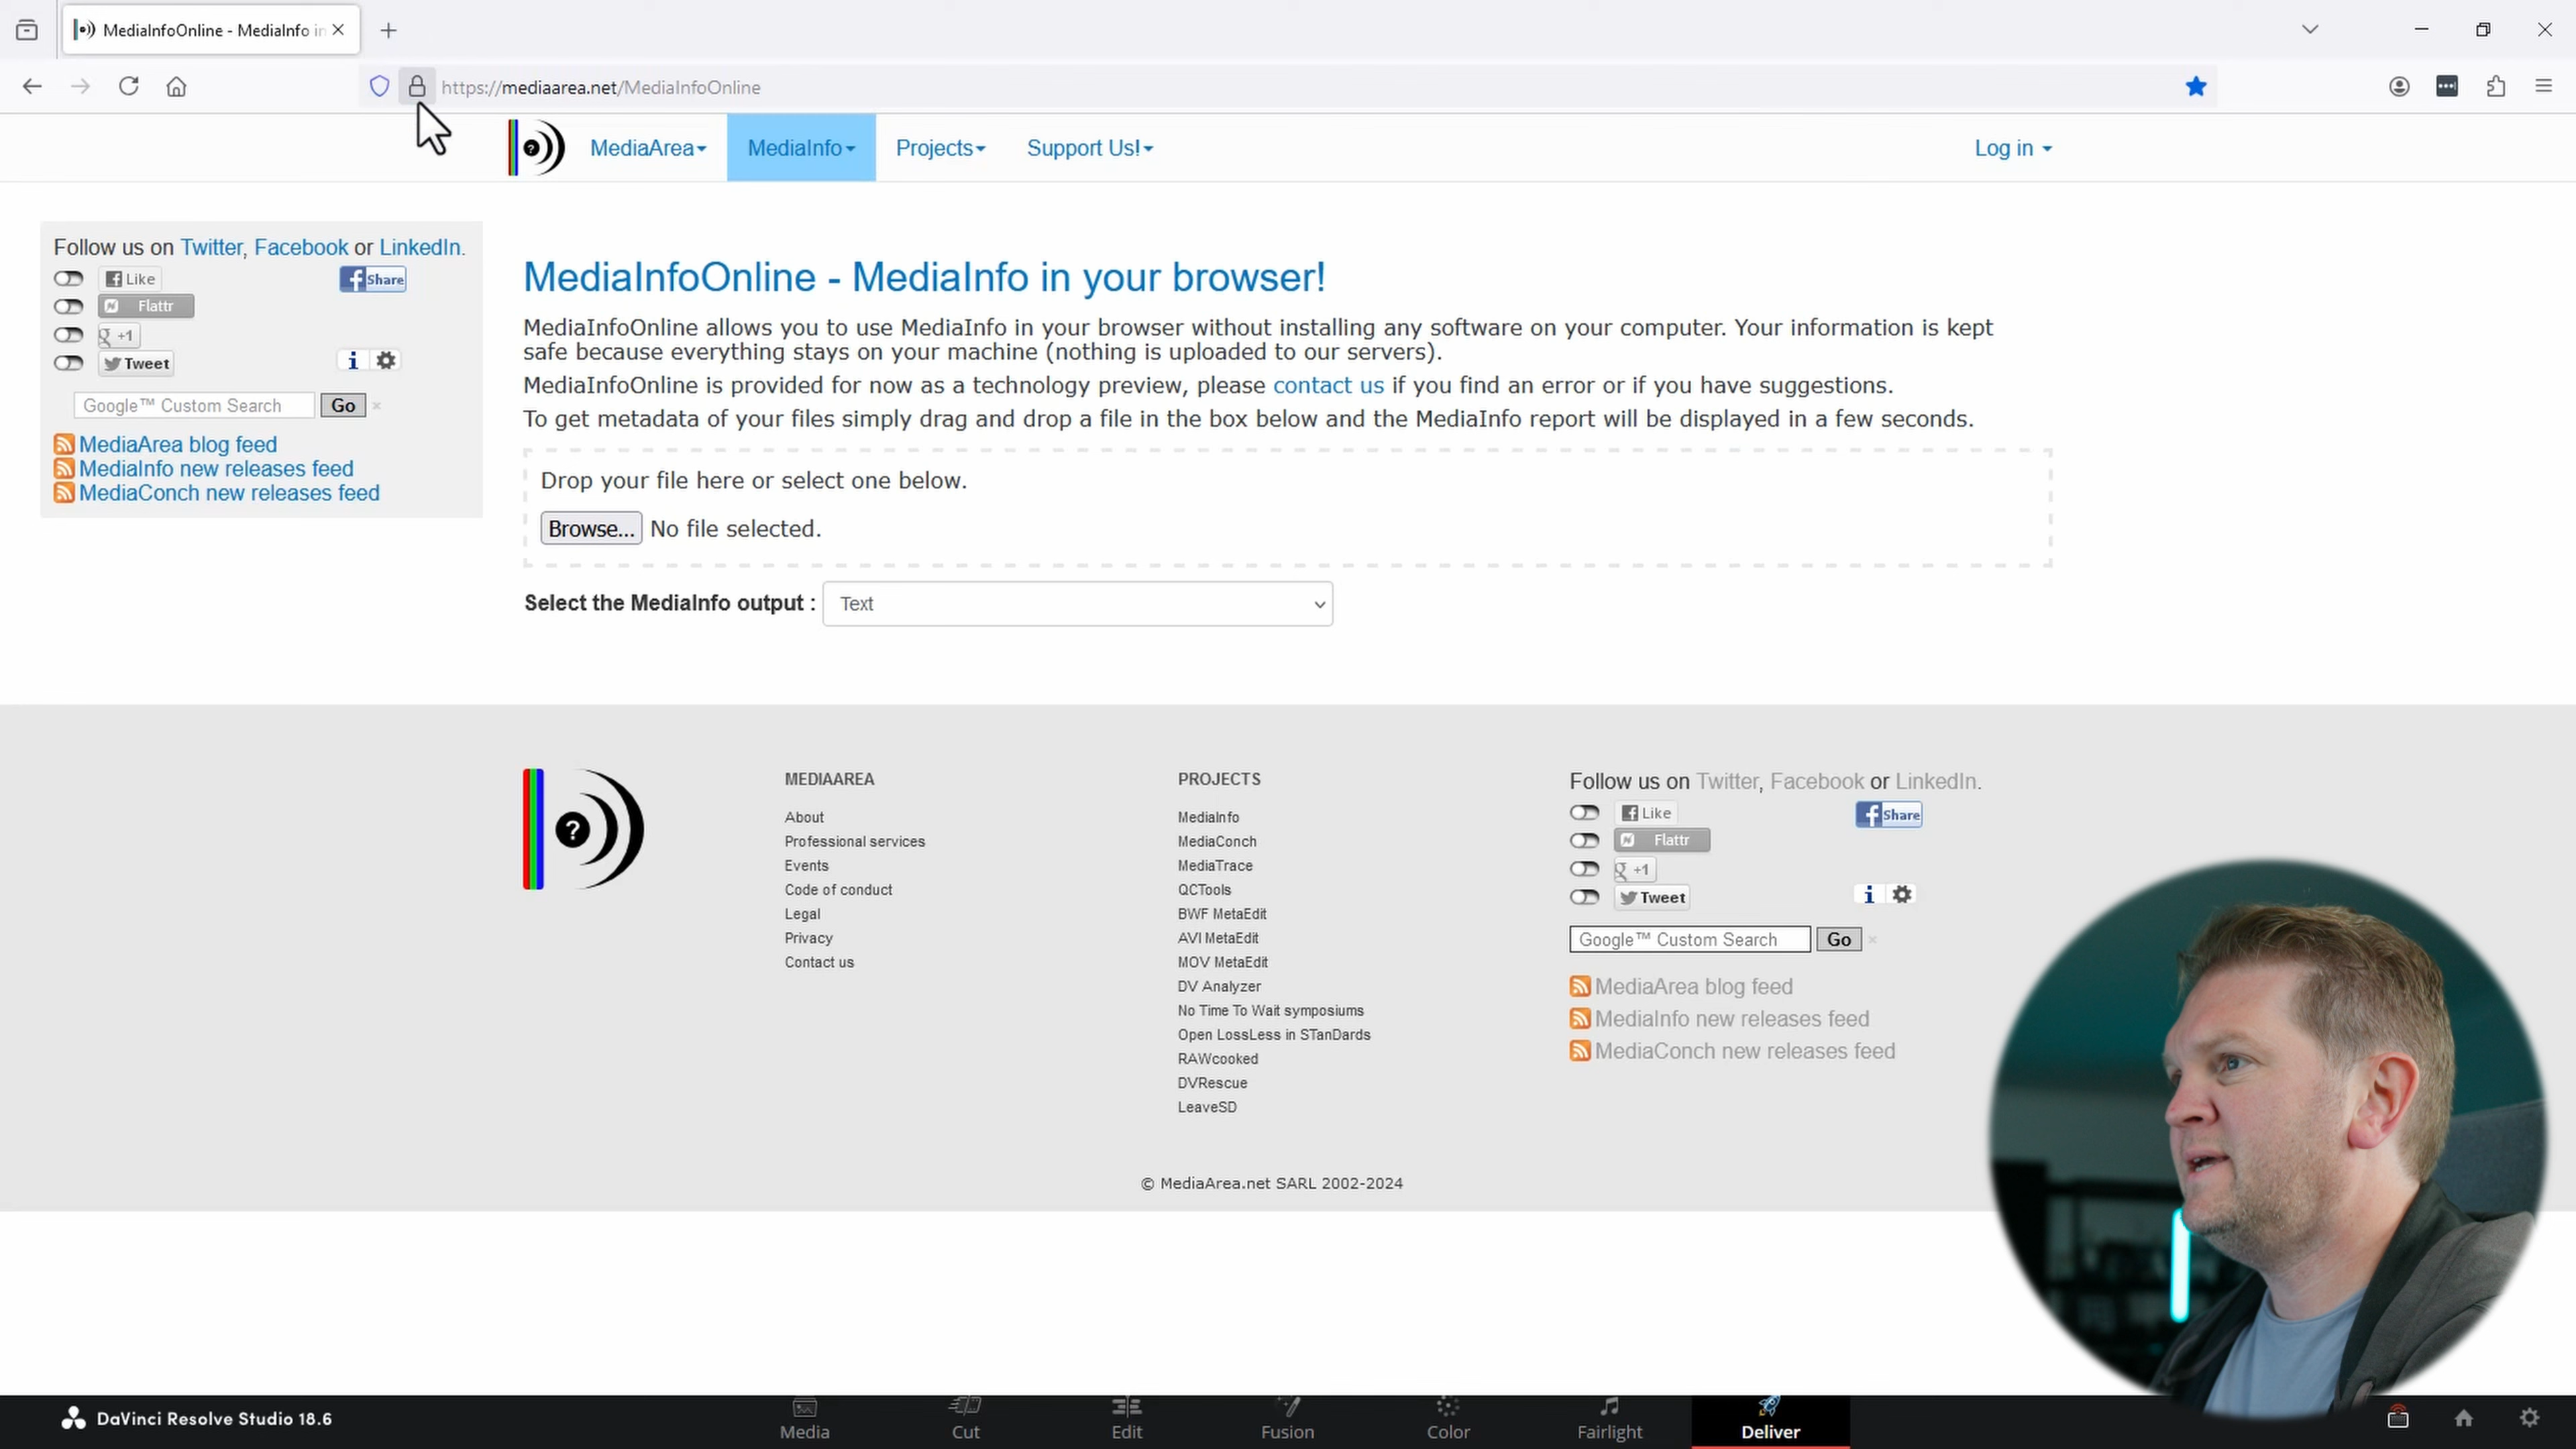 MediaInfoOnline - MediaInfo in
https://mediaarea.net/MediaInfoOnline
MediaArea
MediaInfo
Projects
Support Us!
Log in
Follow us on Twitter, Facebook or LinkedIn.
Like
Share
Flattr
g +1
Tweet
Google™ Custom Search
Go
MediaArea blog feed
MediaInfo new releases feed
MediaConch new releases feed
MediaInfoOnline - MediaInfo in your browser!
MediaInfoOnline allows you to use MediaInfo in your browser without installing any software on your computer. Your information is kept
safe because everything stays on your machine (nothing is uploaded to our servers).
MediaInfoOnline is provided for now as a technology preview, please contact us if you find an error or if you have suggestions.
To get metadata of your files simply drag and drop a file in the box below and the MediaInfo report will be displayed in a few seconds.
Drop your file here or select one below.
Browse... No file selected.
Select the MediaInfo output : Text
MEDIAAREA
About
Professional services
Events
Code of conduct
Legal
Privacy
Contact us
PROJECTS
MediaInfo
MediaConch
MediaTrace
QCTools
BWF MetaEdit
AVI MetaEdit
MOV MetaEdit
DV Analyzer
No Time To Wait symposiums
Open LossLess in STanDards
RAWcooked
DVRescue
LeaveSD
Follow us on Twitter, Facebook or LinkedIn.
Like
Share
Flattr
g +1
Tweet
Google™ Custom Search
Go
MediaArea blog feed
MediaInfo new releases feed
MediaConch new releases feed
© MediaArea.net SARL 2002-2024
DaVinci Resolve Studio 18.6
Media
Cut
Edit
Fusion
Color
Fairlight
Deliver